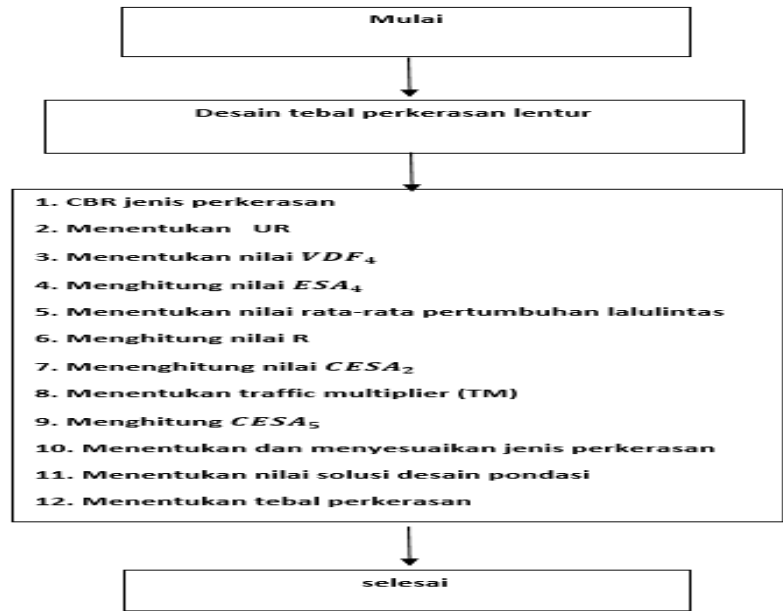 Mulai
Desain tebal perkerasan lentur
1. CBR jenis perkerasan
2. Menentukan UR
3. Menentukan nilai VDF₄
4. Menghitung nilai ESA₄
5. Menentukan nilai rata-rata pertumbuhan lalulintas
6. Menghitung nilai R
7. Menenghitung nilai CESA₂
8. Menentukan traffic multiplier (TM)
9. Menghitung CESA₅
10. Menentukan dan menyesuaikan jenis perkerasan
11. Menentukan nilai solusi desain pondasi
12. Menentukan tebal perkerasan
selesai